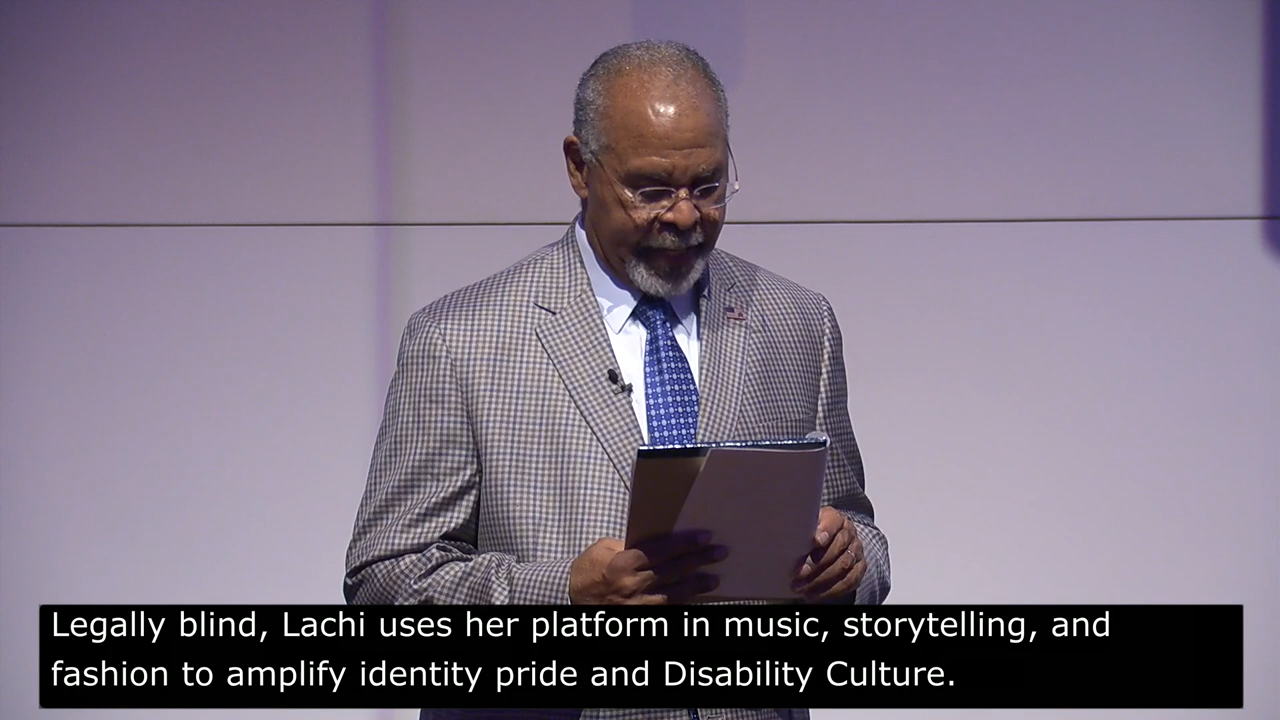 Legally blind, Lachi uses her platform in music, storytelling, and
fashion to amplify identity pride and Disability Culture.